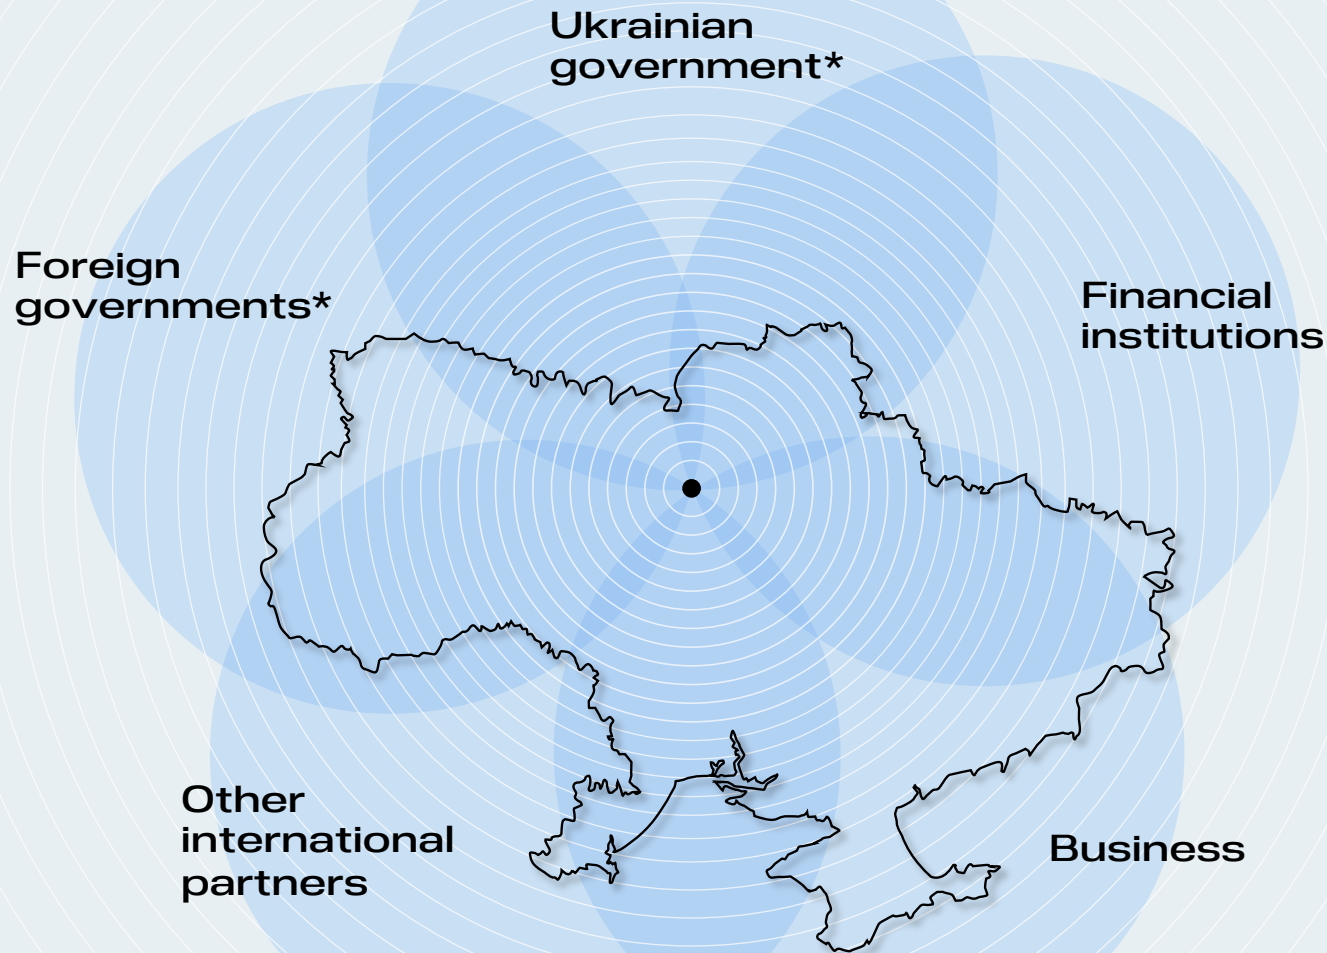 Ukrainian
government*
Foreign
governments*
Financial
institutions
Other
international
partners
Business